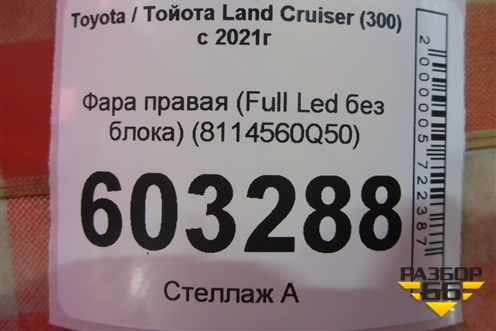 Toyota / Тойота Land Cruiser (300)
с 2021г
Фара правая (Full Led без
блока) (8114560Q50)
603288
Стеллаж А
2000005722387
РАЗБОР
66